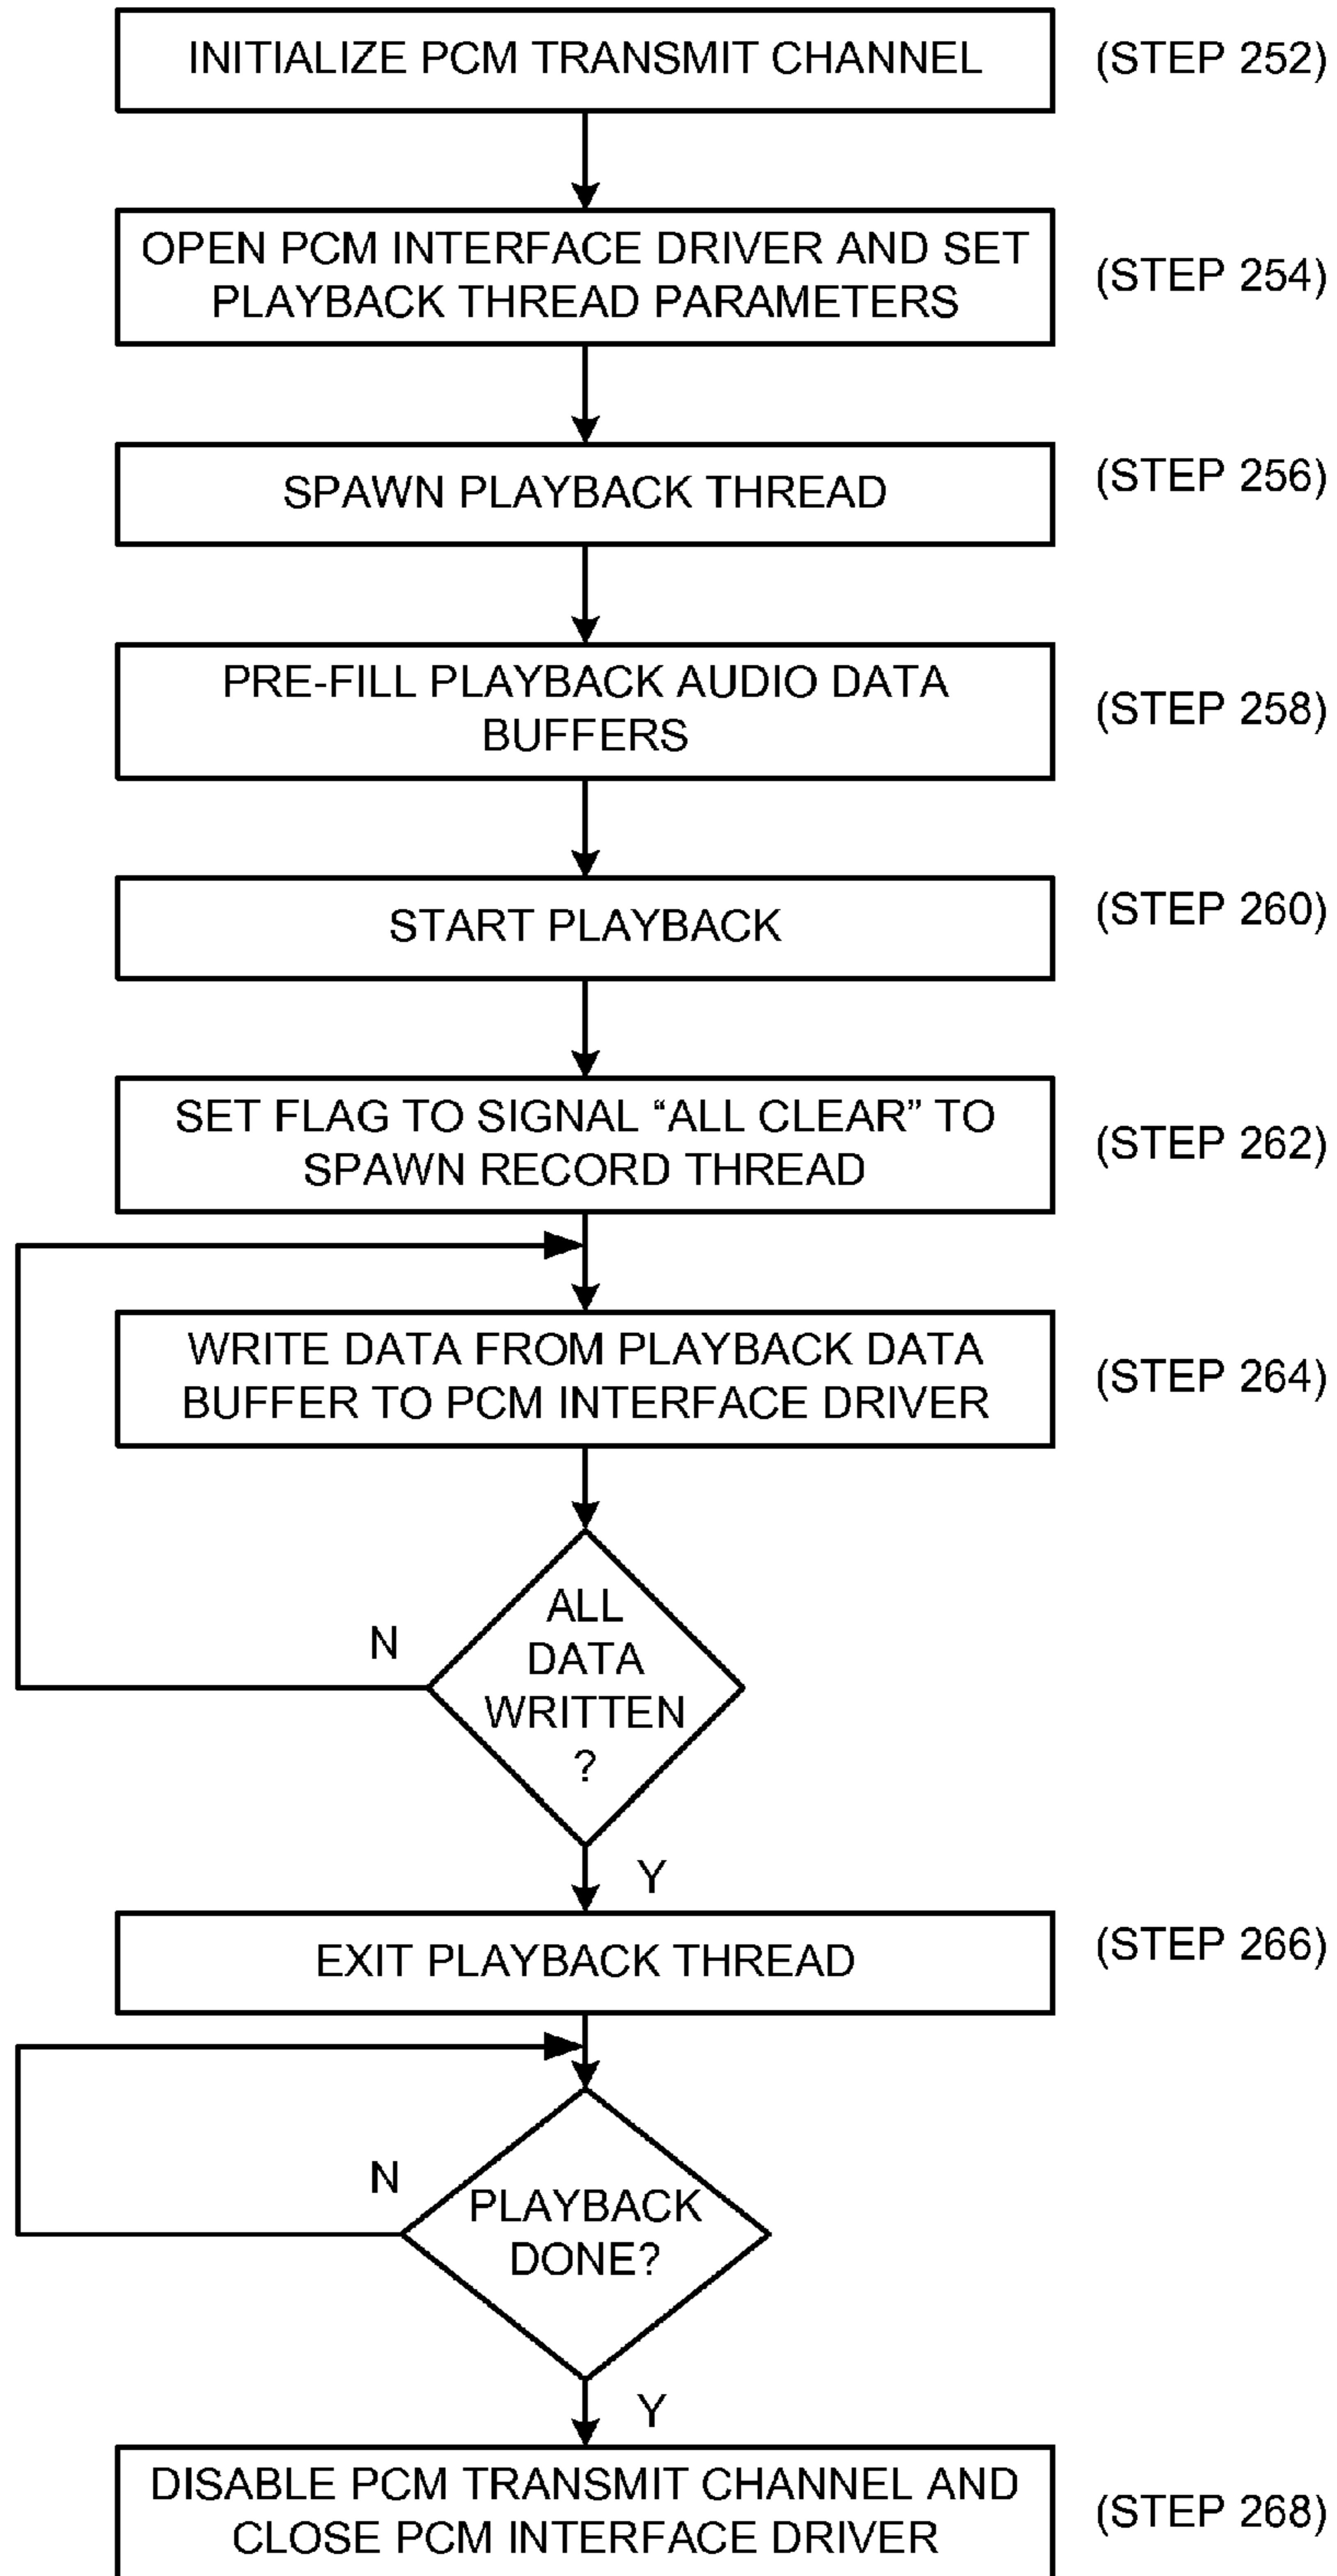 INITIALIZE PCM TRANSMIT CHANNEL
(STEP 252)
OPEN PCM INTERFACE DRIVER AND SET
PLAYBACK THREAD PARAMETERS
(STEP 254)
SPAWN PLAYBACK THREAD
(STEP 256)
PRE-FILL PLAYBACK AUDIO DATA
BUFFERS
(STEP 258)
START PLAYBACK
(STEP 260)
SET FLAG TO SIGNAL “ALL CLEAR” TO
SPAWN RECORD THREAD
(STEP 262)
WRITE DATA FROM PLAYBACK DATA
BUFFER TO PCM INTERFACE DRIVER
(STEP 264)
ALL
DATA
WRITTEN
?
N
Y
EXIT PLAYBACK THREAD
(STEP 266)
PLAYBACK
DONE?
N
Y
DISABLE PCM TRANSMIT CHANNEL AND
CLOSE PCM INTERFACE DRIVER
(STEP 268)